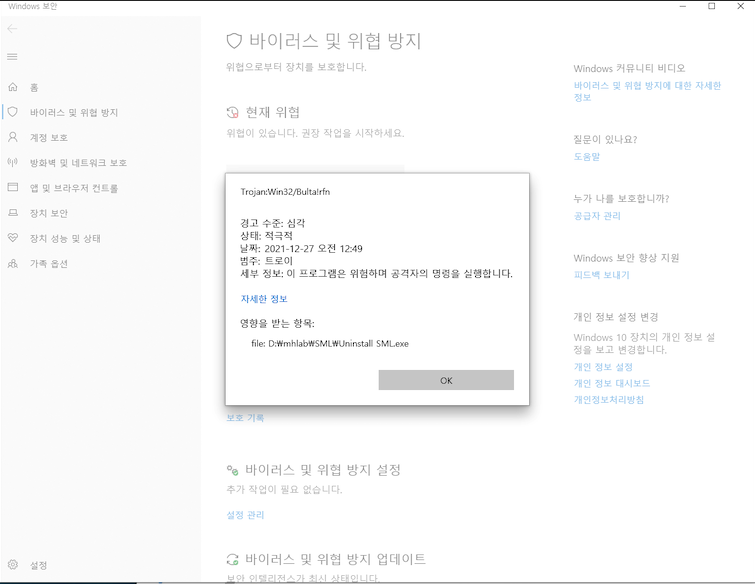 Windows 보안
홈
바이러스 및 위협 방지
계정 보호
방화벽 및 네트워크 보호
앱 및 브라우저 컨트롤
장치 보안
장치 성능 및 상태
가족 옵션
설정
바이러스 및 위협 방지
위협으로부터 장치를 보호합니다.
현재 위협
위협이 있습니다. 권장 작업을 시작하세요.
Trojan:Win32/Bulta!rfn
경고 수준: 심각
상태: 적극적
날짜: 2021-12-27 오전 12:49
범주: 트로이
세부 정보: 이 프로그램은 위험하며 공격자의 명령을 실행합니다.
자세한 정보
영향을 받는 항목:
file: D:₩mhlab₩SML₩Uninstall SML.exe
OK
보호 기록
바이러스 및 위협 방지 설정
추가 작업이 필요 없습니다.
설정 관리
바이러스 및 위협 방지 업데이트
보안 인텔리전스가 최신 상태입니다.
Windows 커뮤니티 비디오
바이러스 및 위협 방지에 대한 자세한
정보
질문이 있나요?
도움말
누가 나를 보호합니까?
공급자 관리
Windows 보안 향상 지원
피드백 보내기
개인 정보 설정 변경
Windows 10 장치의 개인 정보 설
정을 보고 변경합니다.
개인 정보 설정
개인 정보 대시보드
개인정보처리방침